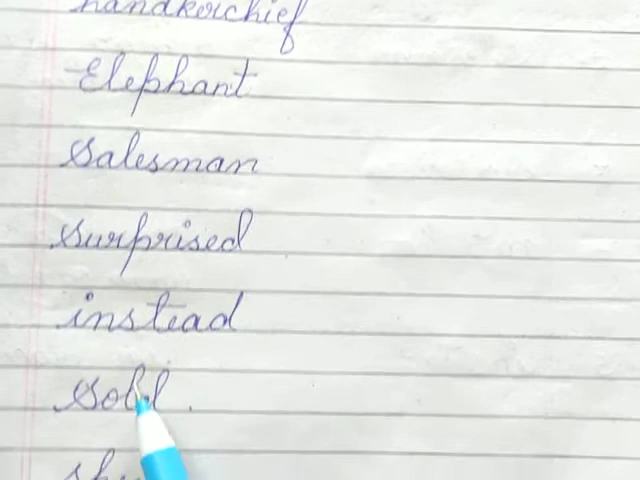 handkerchief
Elephant
Salesman
surprised
instead
Sold.